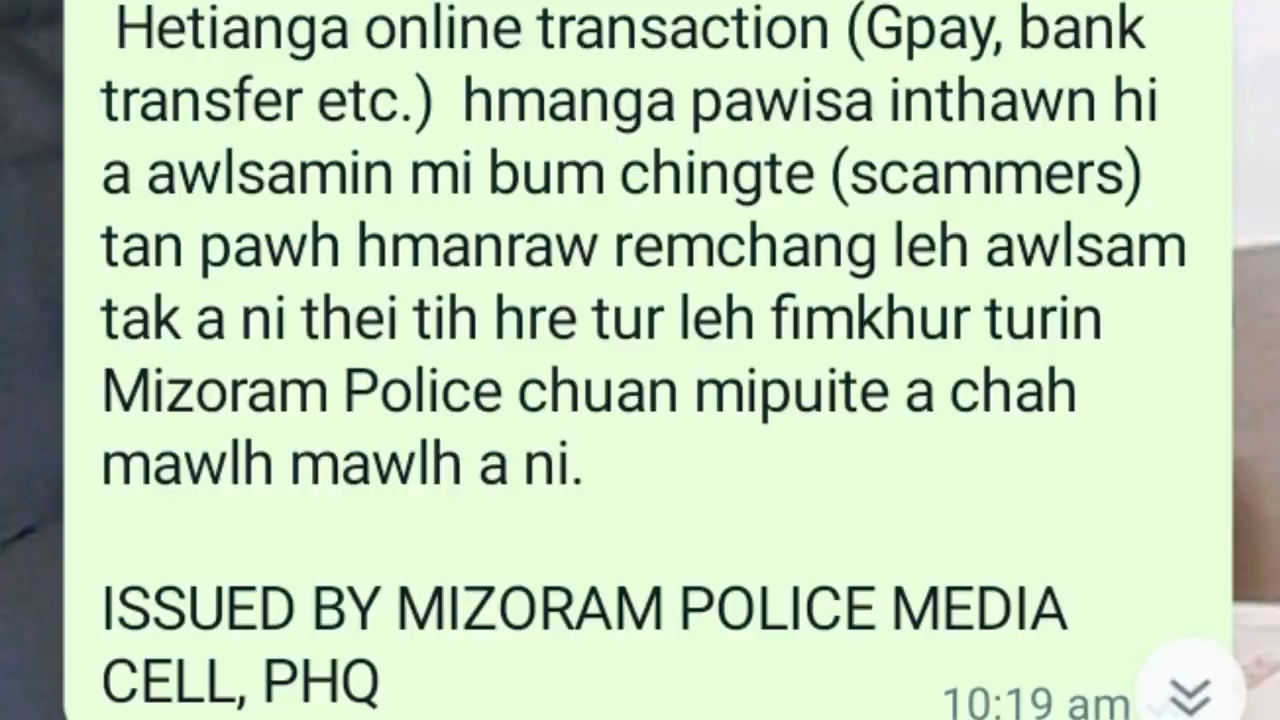 Hetianga online transaction (Gpay, bank
transfer etc.) hmanga pawisa inthawn hi
a awlsamin mi bum chingte (scammers)
tan pawh hmanraw remchang leh awlsam
tak a ni thei tih hre tur leh fimkhur turin
Mizoram Police chuan mipuite a chah
mawlh mawlh a ni.
ISSUED BY MIZORAM POLICE MEDIA
CELL, PHQ
10:19 am